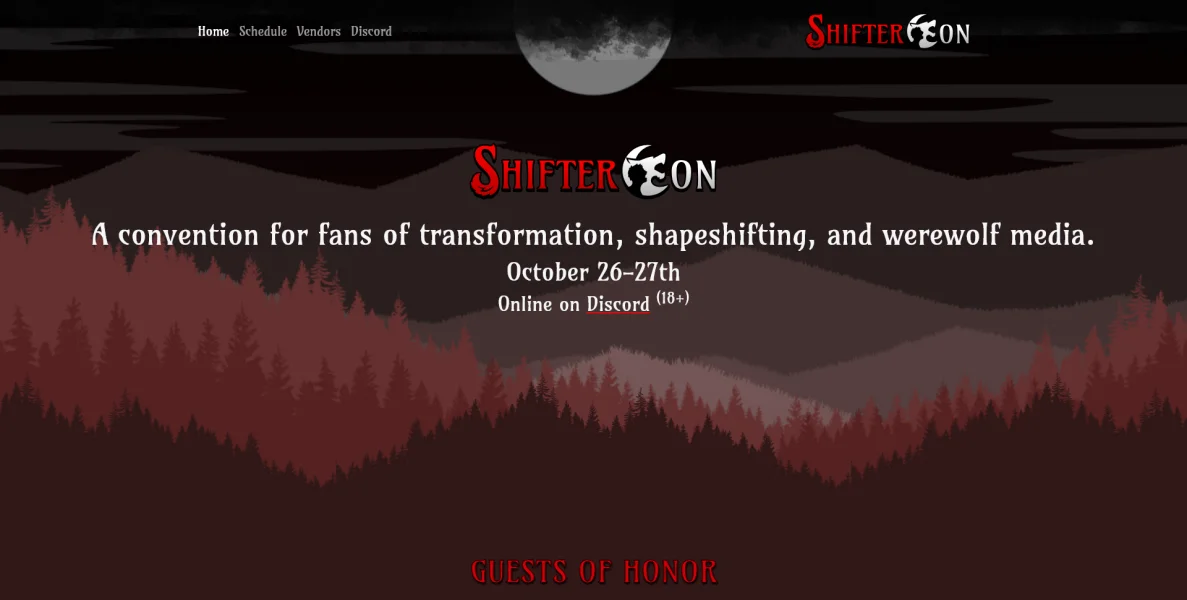 Home Schedule Vendors Discord
SHIFTERCON
SHIFTERCON
A convention for fans of transformation, shapeshifting, and werewolf media.
October 26-27th
Online on Discord (18+)
GUESTS OF HONOR